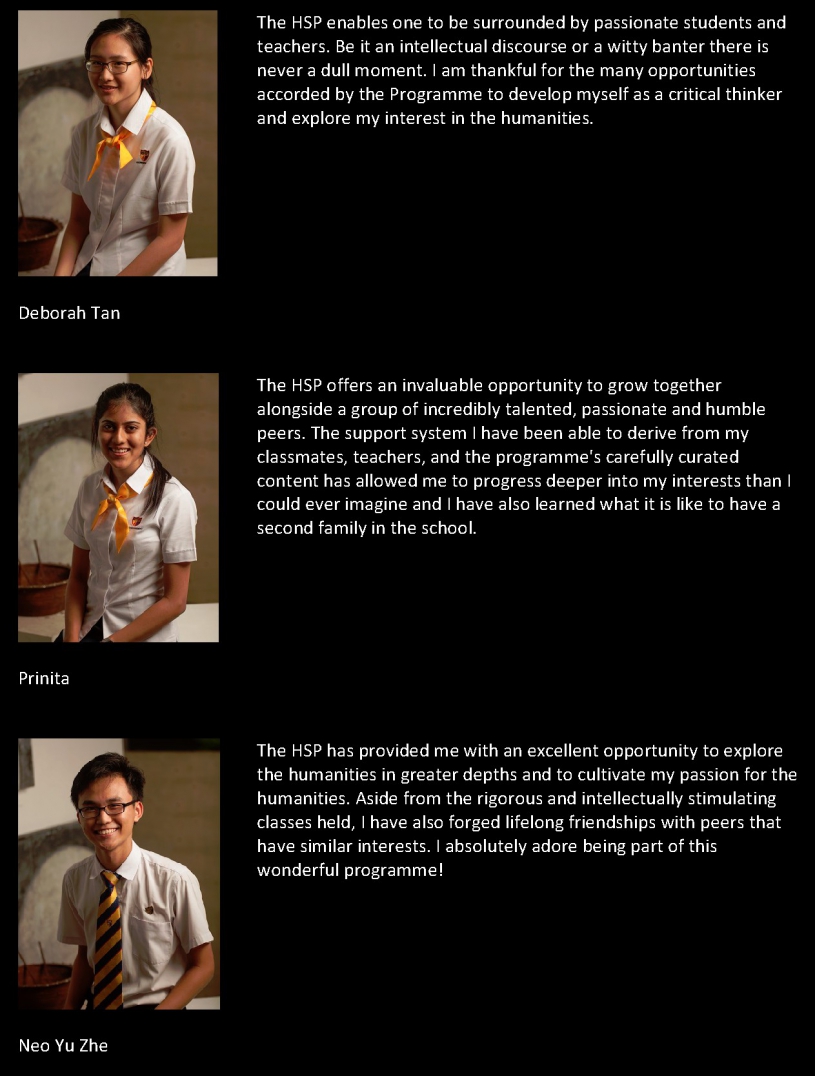 The HSP enables one to be surrounded by passionate students and
teachers. Be it an intellectual discourse or a witty banter there is
never a dull moment. I am thankful for the many opportunities
accorded by the Programme to develop myself as a critical thinker
and explore my interest in the humanities.
Deborah Tan
The HSP offers an invaluable opportunity to grow together
alongside a group of incredibly talented, passionate and humble
peers. The support system I have been able to derive from my
classmates, teachers, and the programme's carefully curated
content has allowed me to progress deeper into my interests than I
could ever imagine and I have also learned what it is like to have a
second family in the school.
Prinita
The HSP has provided me with an excellent opportunity to explore
the humanities in greater depths and to cultivate my passion for the
humanities. Aside from the rigorous and intellectually stimulating
classes held, I have also forged lifelong friendships with peers that
have similar interests. I absolutely adore being part of this
wonderful programme!
Neo Yu Zhe